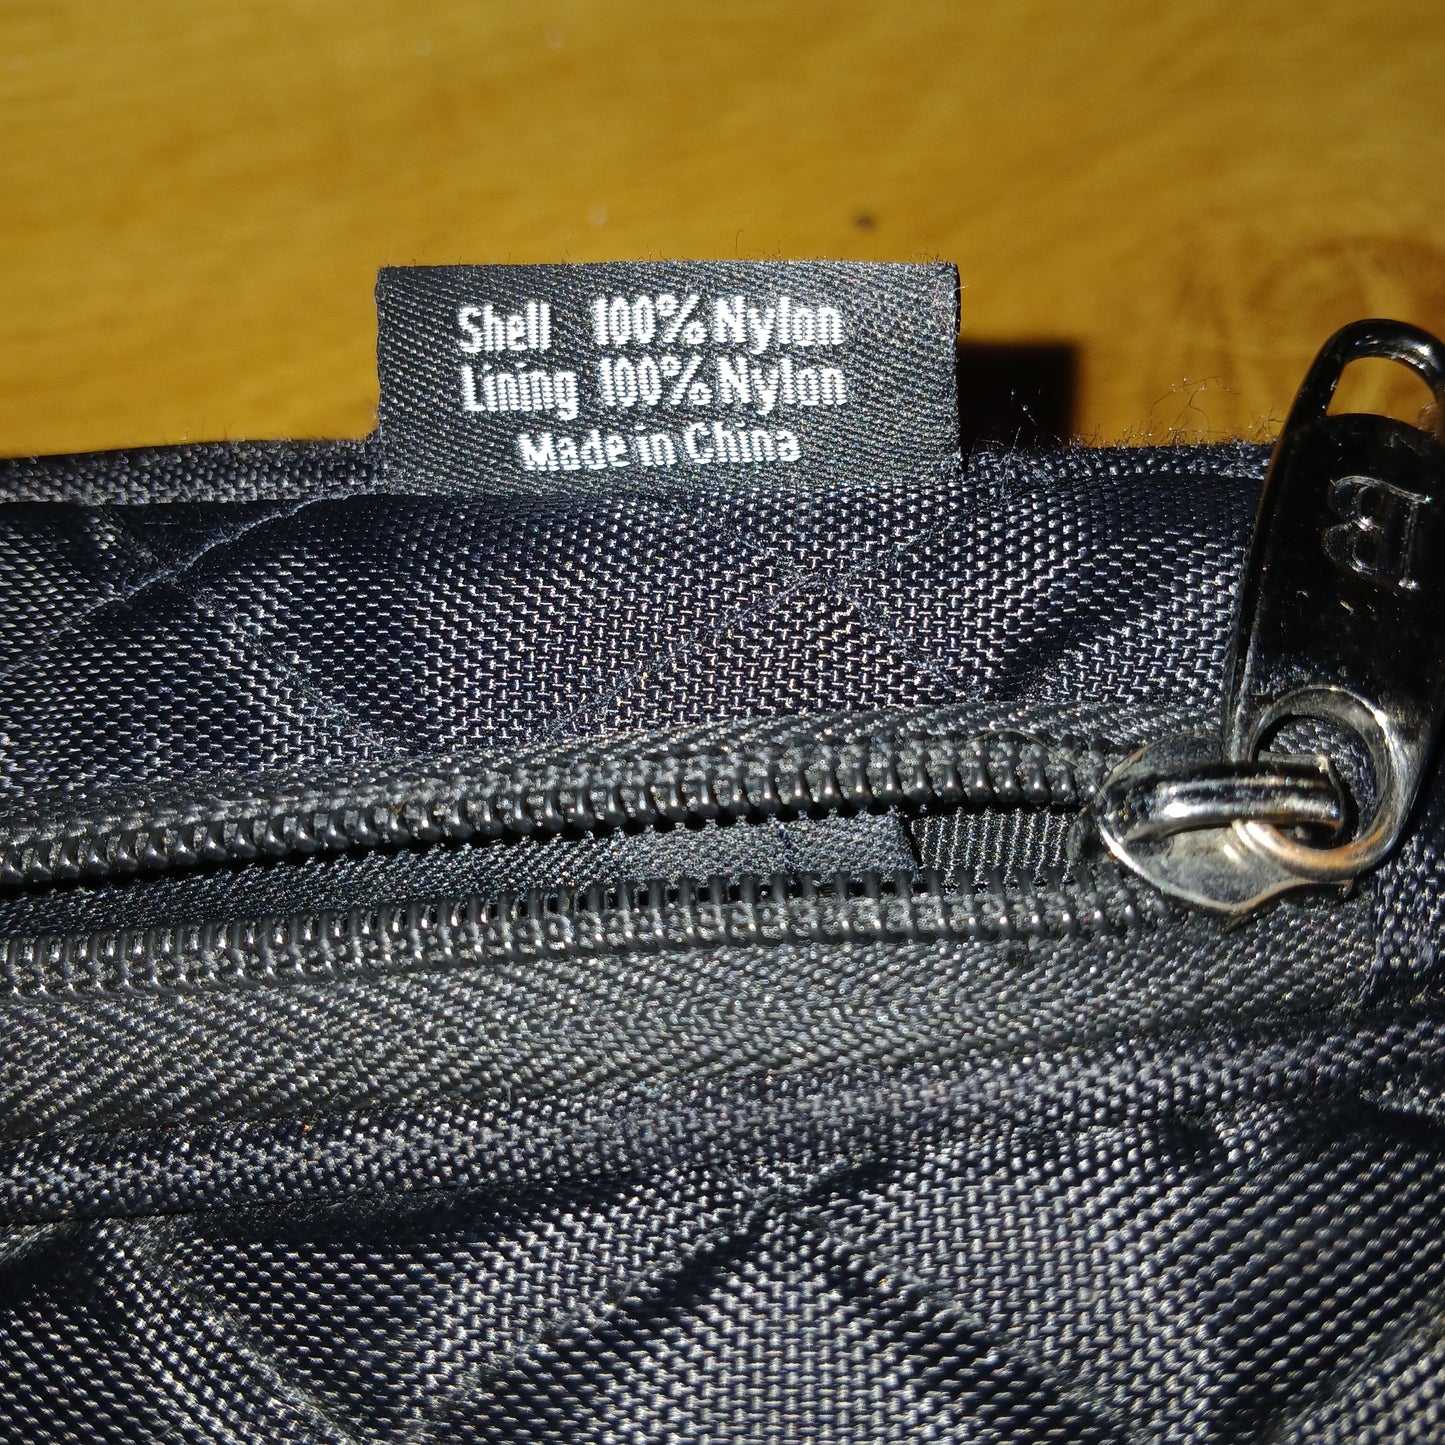 Shell 100% Nylon
Lining 100% Nylon
Made in China
B